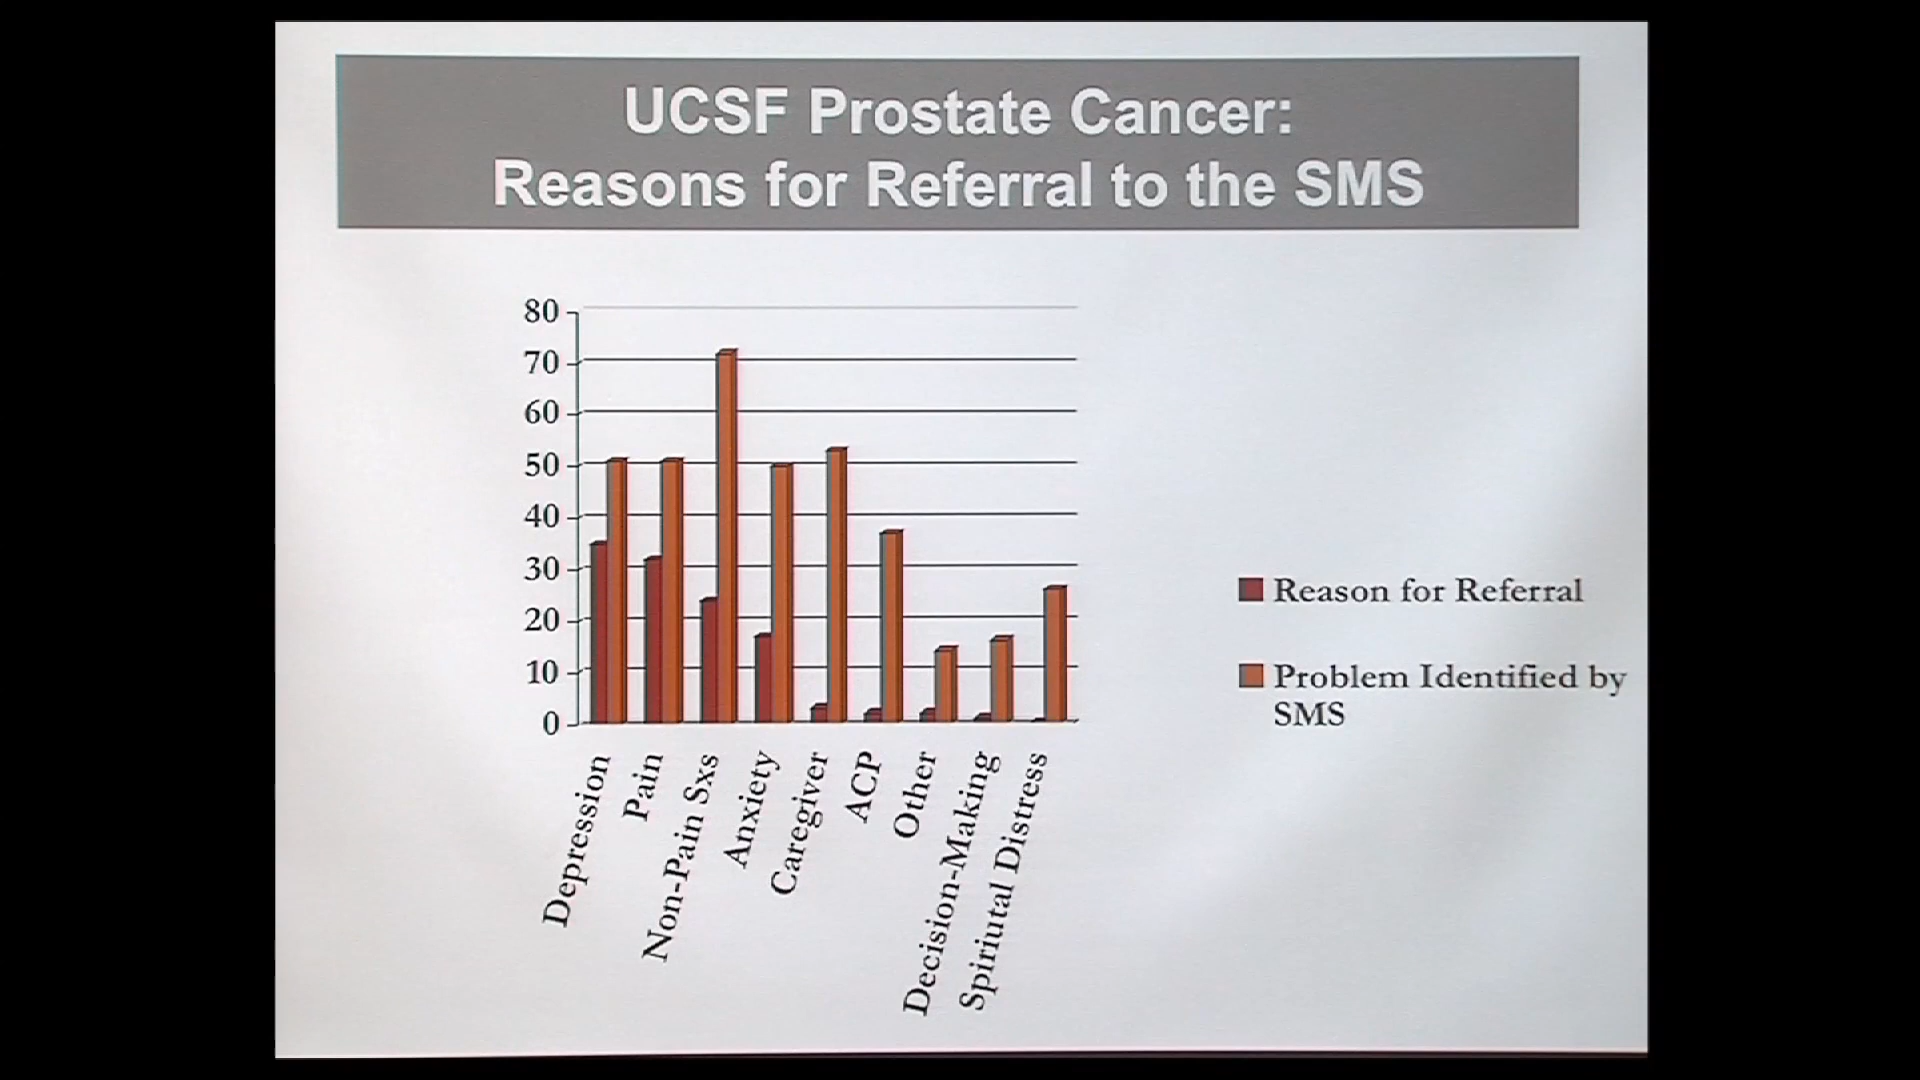 UCSF Prostate Cancer:
Reasons for Referral to the SMS
80
70
60
50
40
30
20
10
0
Depression
Pain
Non-Pain Sxs
Anxiety
Caregiver
ACP
Other
Decision-Making
Spiriutal Distress
Reason for Referral
Problem Identified by
SMS